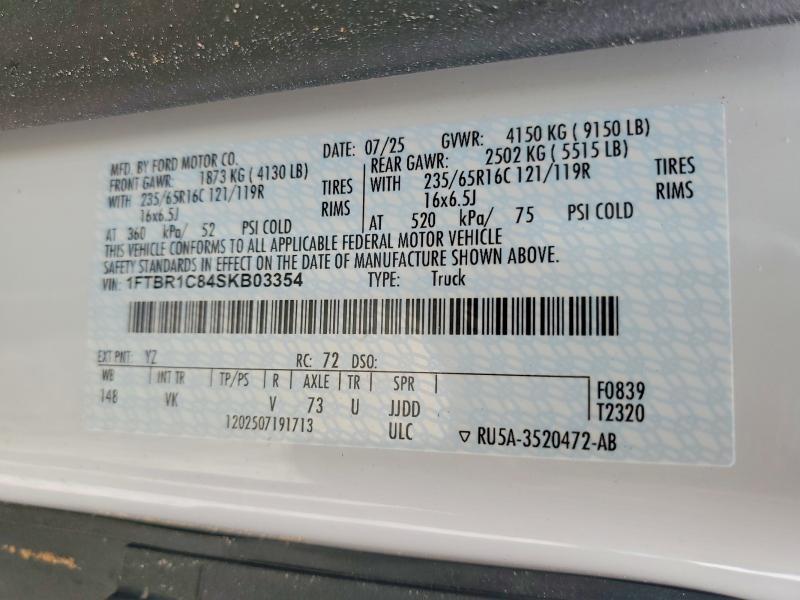 MFD. BY FORD MOTOR CO. DATE: 07/25 GVWR: 4150 KG ( 9150 LB)
FRONT GAWR: 1873 KG ( 4130 LB) REAR GAWR: 2502 KG ( 5515 LB)
WITH 235/65R16C 121/119R TIRES WITH 235/65R16C 121/119R TIRES
16x6.5J RIMS 16x6.5J RIMS
AT 360 kPa/ 52 PSI COLD AT 520 kPa/ 75 PSI COLD
THIS VEHICLE CONFORMS TO ALL APPLICABLE FEDERAL MOTOR VEHICLE
SAFETY STANDARDS IN EFFECT ON THE DATE OF MANUFACTURE SHOWN ABOVE.
VIN: 1FTBR1C84SKB03354 TYPE: Truck
EXT PNT: YZ RC: 72 DSO:
WB INT TR TP/PS R AXLE TR SPR F0839
148 VK V 73 U JJDD T2320
1202507191713 ULC ▽ RU5A-3520472-AB